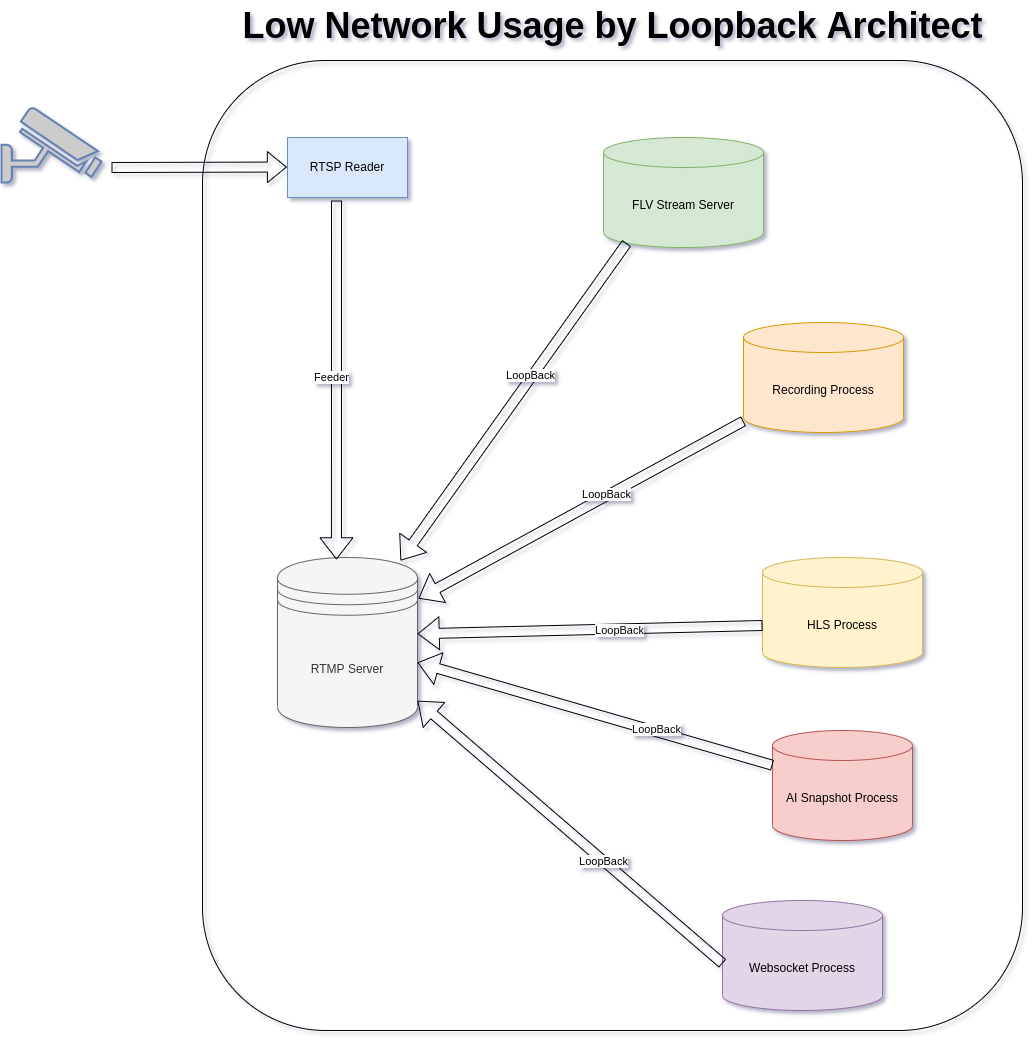 Low Network Usage by Loopback Architect
RTSP Reader
FLV Stream Server
Feeder
LoopBack
Recording Process
LoopBack
HLS Process
LoopBack
RTMP Server
LoopBack
AI Snapshot Process
LoopBack
Websocket Process